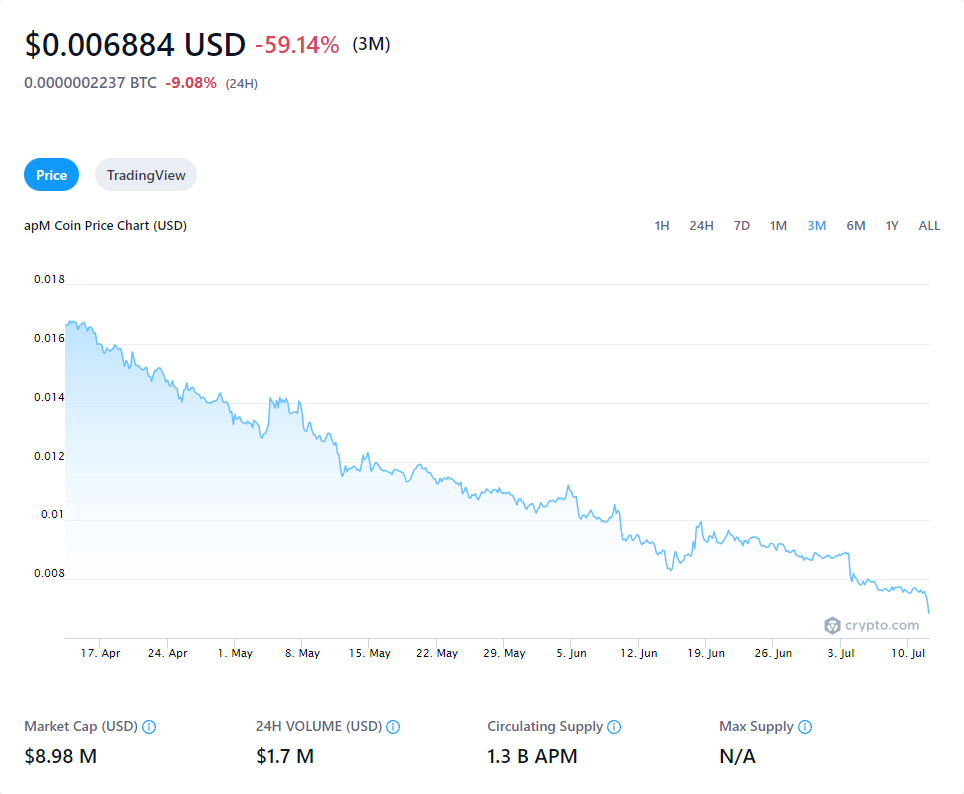 $0.006884 USD -59.14% (3M)
0.0000002237 BTC -9.08% (24H)
Price TradingView
apM Coin Price Chart (USD) 1H 24H 7D 1M 3M 6M 1Y ALL
0.018
0.016
0.014
0.012
0.01
0.008
crypto.com
17. Apr 24. Apr 1. May 8. May 15. May 22. May 29. May 5. Jun 12. Jun 19. Jun 26. Jun 3. Jul 10. Jul
Market Cap (USD) 24H VOLUME (USD) Circulating Supply Max Supply
$8.98 M $1.7 M 1.3 B APM N/A